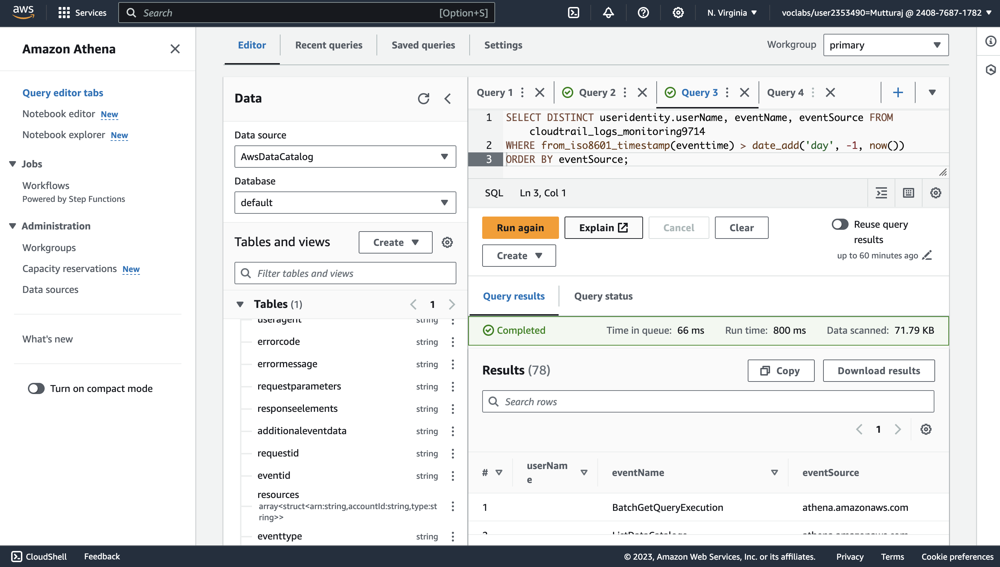 aws
Services
Search
[Option+S]
N. Virginia
voclabs/user2353490=Mutturaj @ 2408-7687-1782
Amazon Athena
Query editor tabs
Notebook editor New
Notebook explorer New
Jobs
Workflows
Powered by Step Functions
Administration
Workgroups
Capacity reservations New
Data sources
What's new
Turn on compact mode
Editor
Recent queries
Saved queries
Settings
Workgroup
primary
Data
Data source
AwsDataCatalog
Database
default
Tables and views
Create
Filter tables and views
Tables (1)
1
useragent string
errorcode string
errormessage string
requestparameters string
responseelements string
additionaleventdata string
requestid string
eventid string
resources
array<struct<arn:string,accountId:string,type:st
ring>>
eventtype string
Query 1
Query 2
Query 3
Query 4
1 SELECT DISTINCT useridentity.userName, eventName, eventSource FROM
cloudtrail_logs_monitoring9714
2 WHERE from_iso8601_timestamp(eventtime) > date_add('day', -1, now())
3 ORDER BY eventSource;
SQL
Ln 3, Col 1
Run again
Explain
Cancel
Clear
Create
Reuse query
results
up to 60 minutes ago
Query results
Query status
Completed
Time in queue: 66 ms
Run time: 800 ms
Data scanned: 71.79 KB
Results (78)
Copy
Download results
Search rows
1
#
userNam
e
eventName
eventSource
1 BatchGetQueryExecution athena.amazonaws.com
2 ListDataCatalogs athena.amazonaws.com
CloudShell
Feedback
© 2023, Amazon Web Services, Inc. or its affiliates.
Privacy
Terms
Cookie preferences